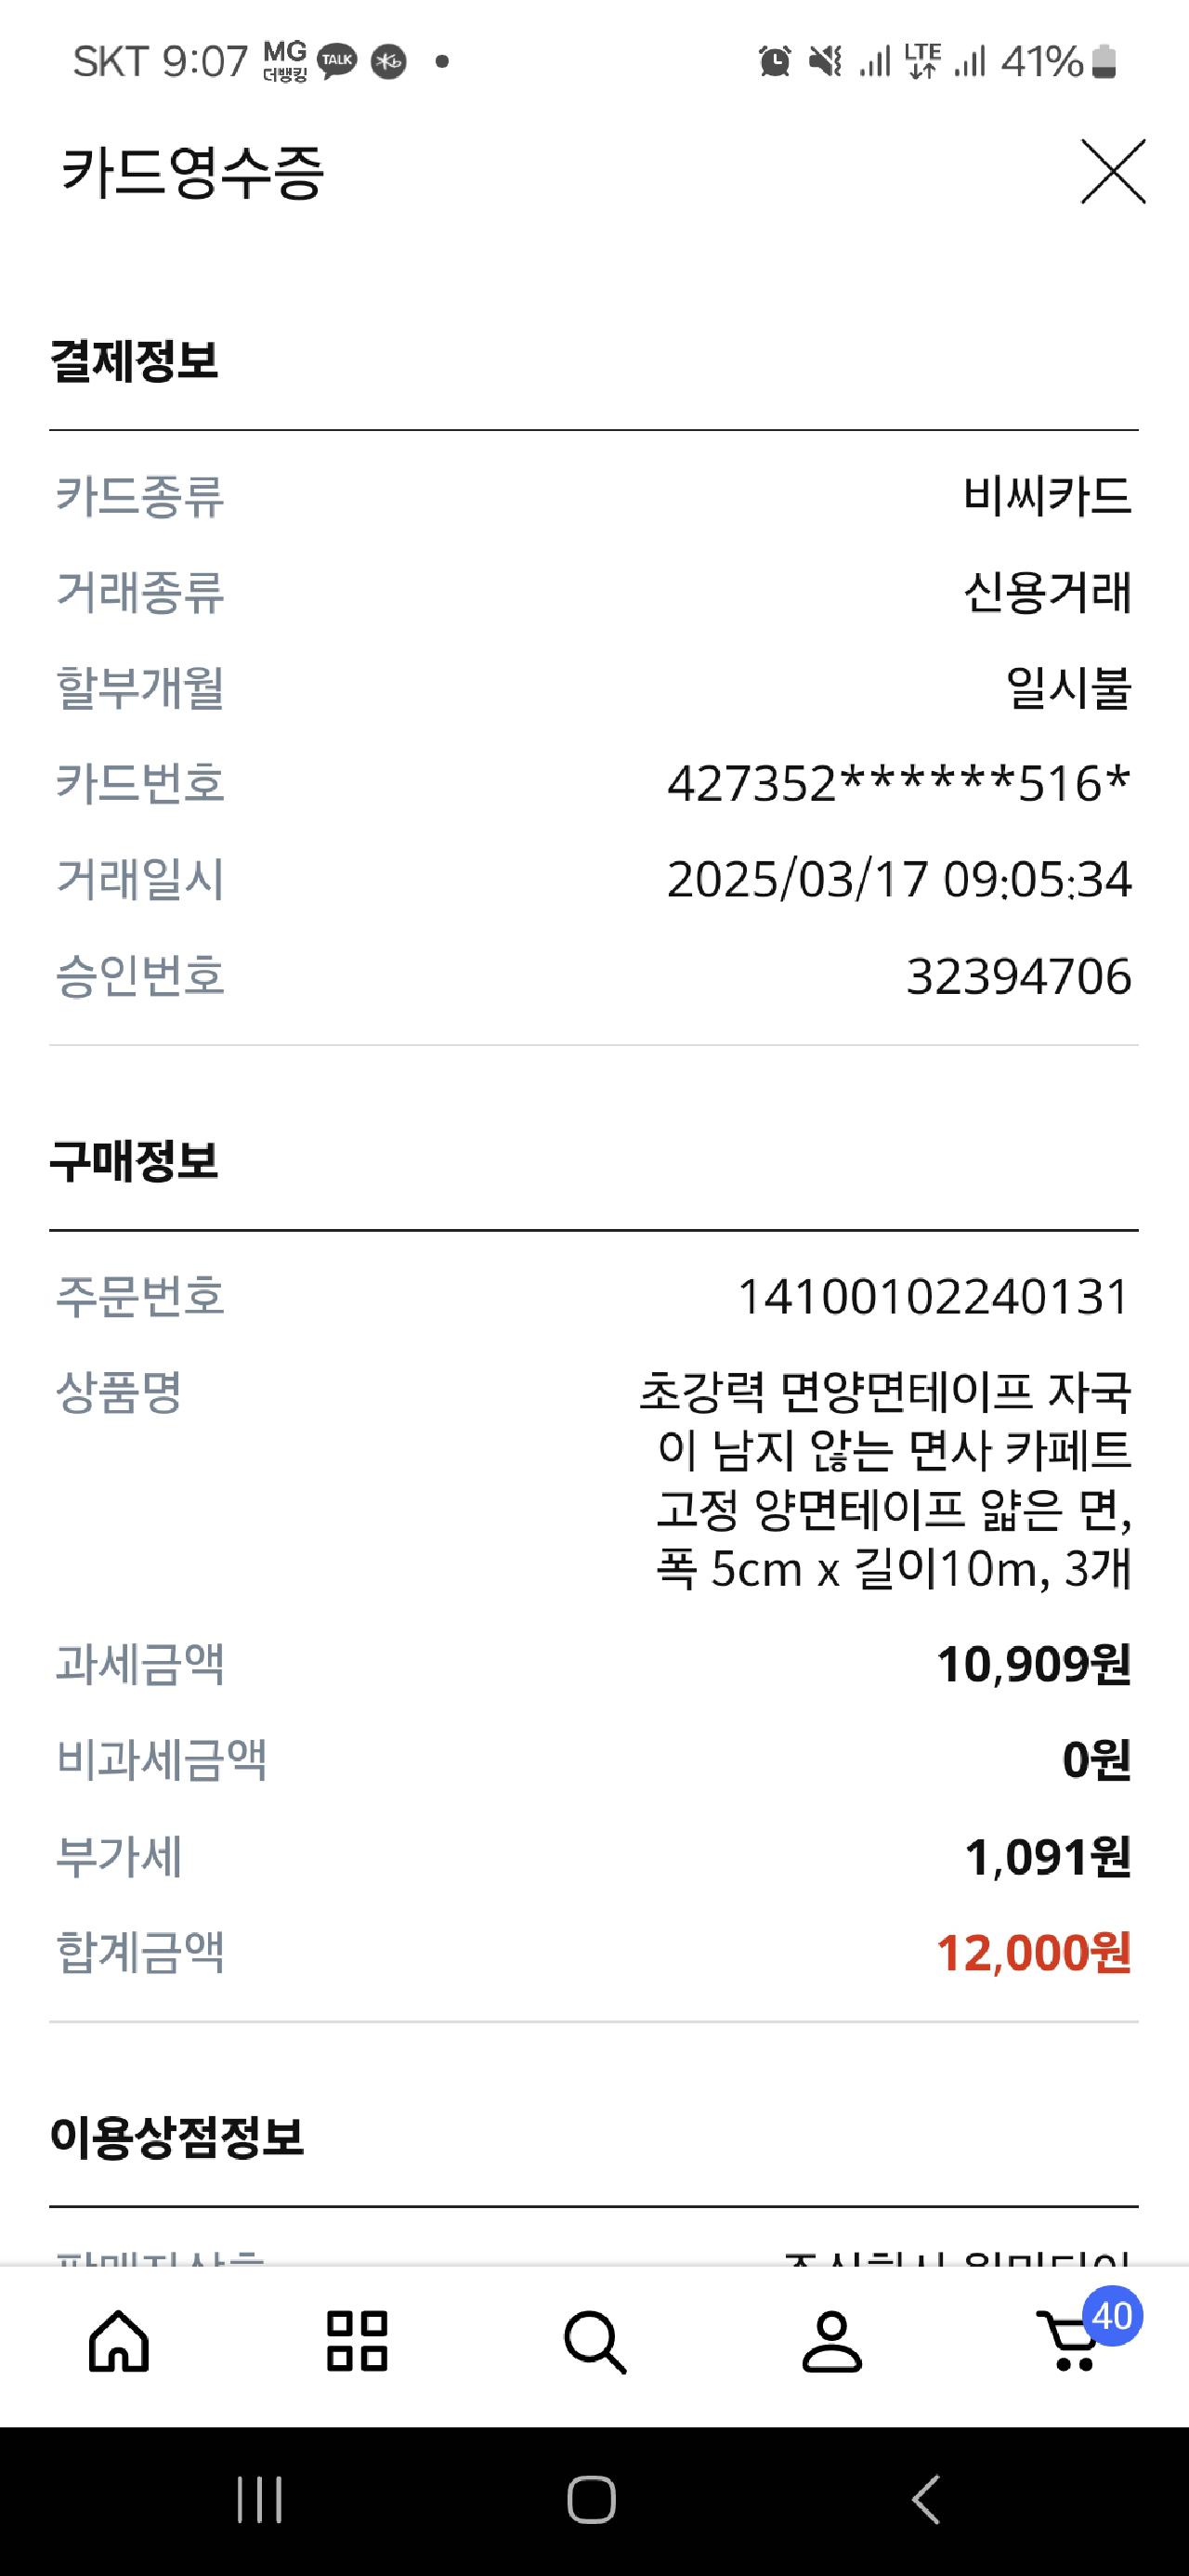 SKT 9:07 MG 더뱅킹 TALK LTE 41%
카드영수증
결제정보
카드종류 비씨카드
거래종류 신용거래
할부개월 일시불
카드번호 427352******516*
거래일시 2025/03/17 09:05:34
승인번호 32394706
구매정보
주문번호 14100102240131
상품명 초강력 면양면테이프 자국
이 남지 않는 면사 카페트
고정 양면테이프 얇은 면,
폭 5cm x 길이10m, 3개
과세금액 10,909원
비과세금액 0원
부가세 1,091원
합계금액 12,000원
이용상점정보
40